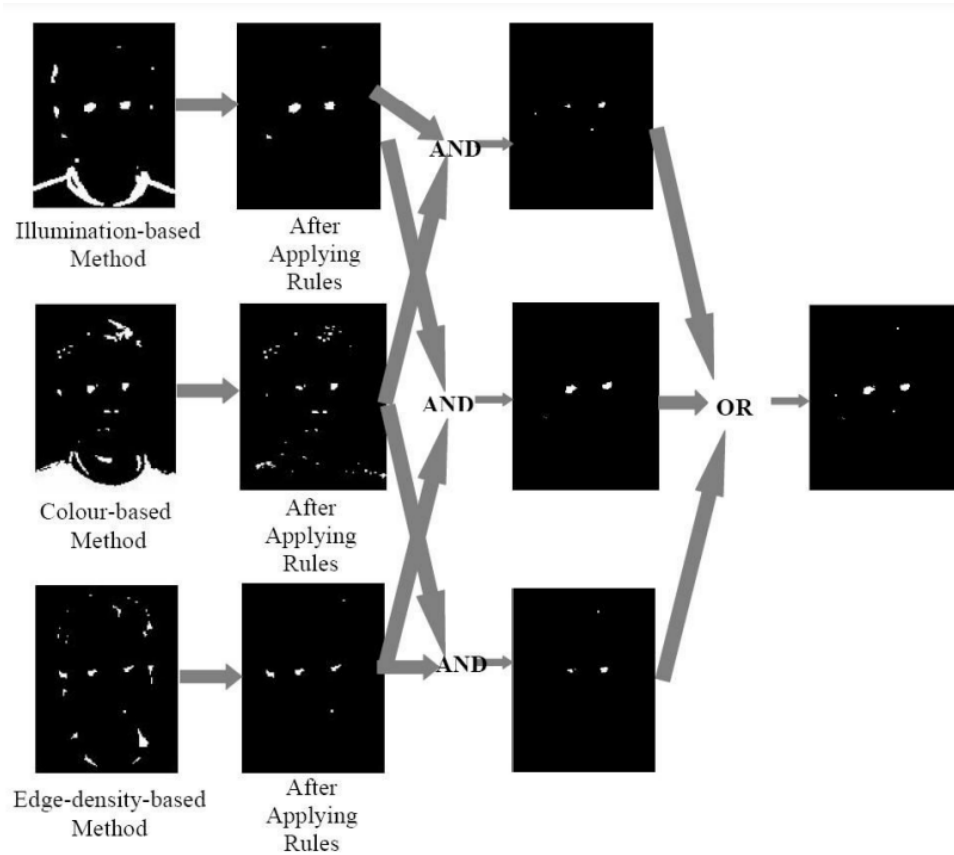 AND
Illumination-based
Method
After
Applying
Rules
AND
OR
Colour-based
Method
After
Applying
Rules
AND
Edge-density-based
Method
After
Applying
Rules